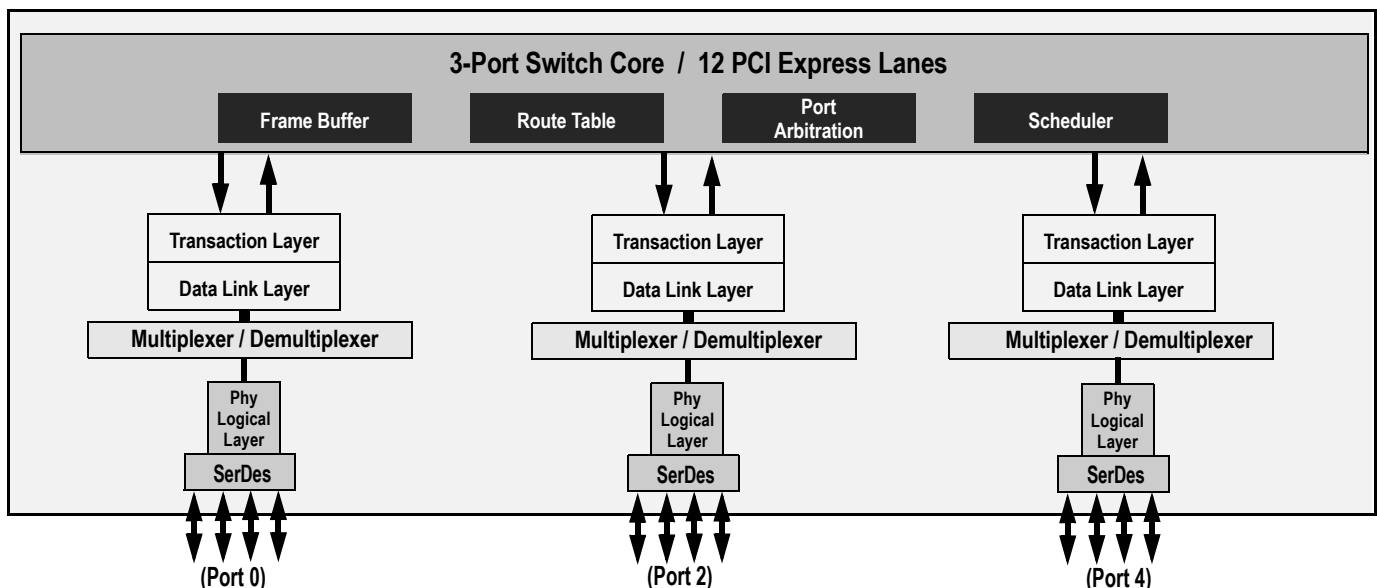 3-Port Switch Core / 12 PCI Express Lanes
Frame Buffer
Route Table
Port
Arbitration
Scheduler
Transaction Layer
Data Link Layer
Multiplexer / Demultiplexer
Phy
Logical
Layer
SerDes
(Port 0)
Transaction Layer
Data Link Layer
Multiplexer / Demultiplexer
Phy
Logical
Layer
SerDes
(Port 2)
Transaction Layer
Data Link Layer
Multiplexer / Demultiplexer
Phy
Logical
Layer
SerDes
(Port 4)